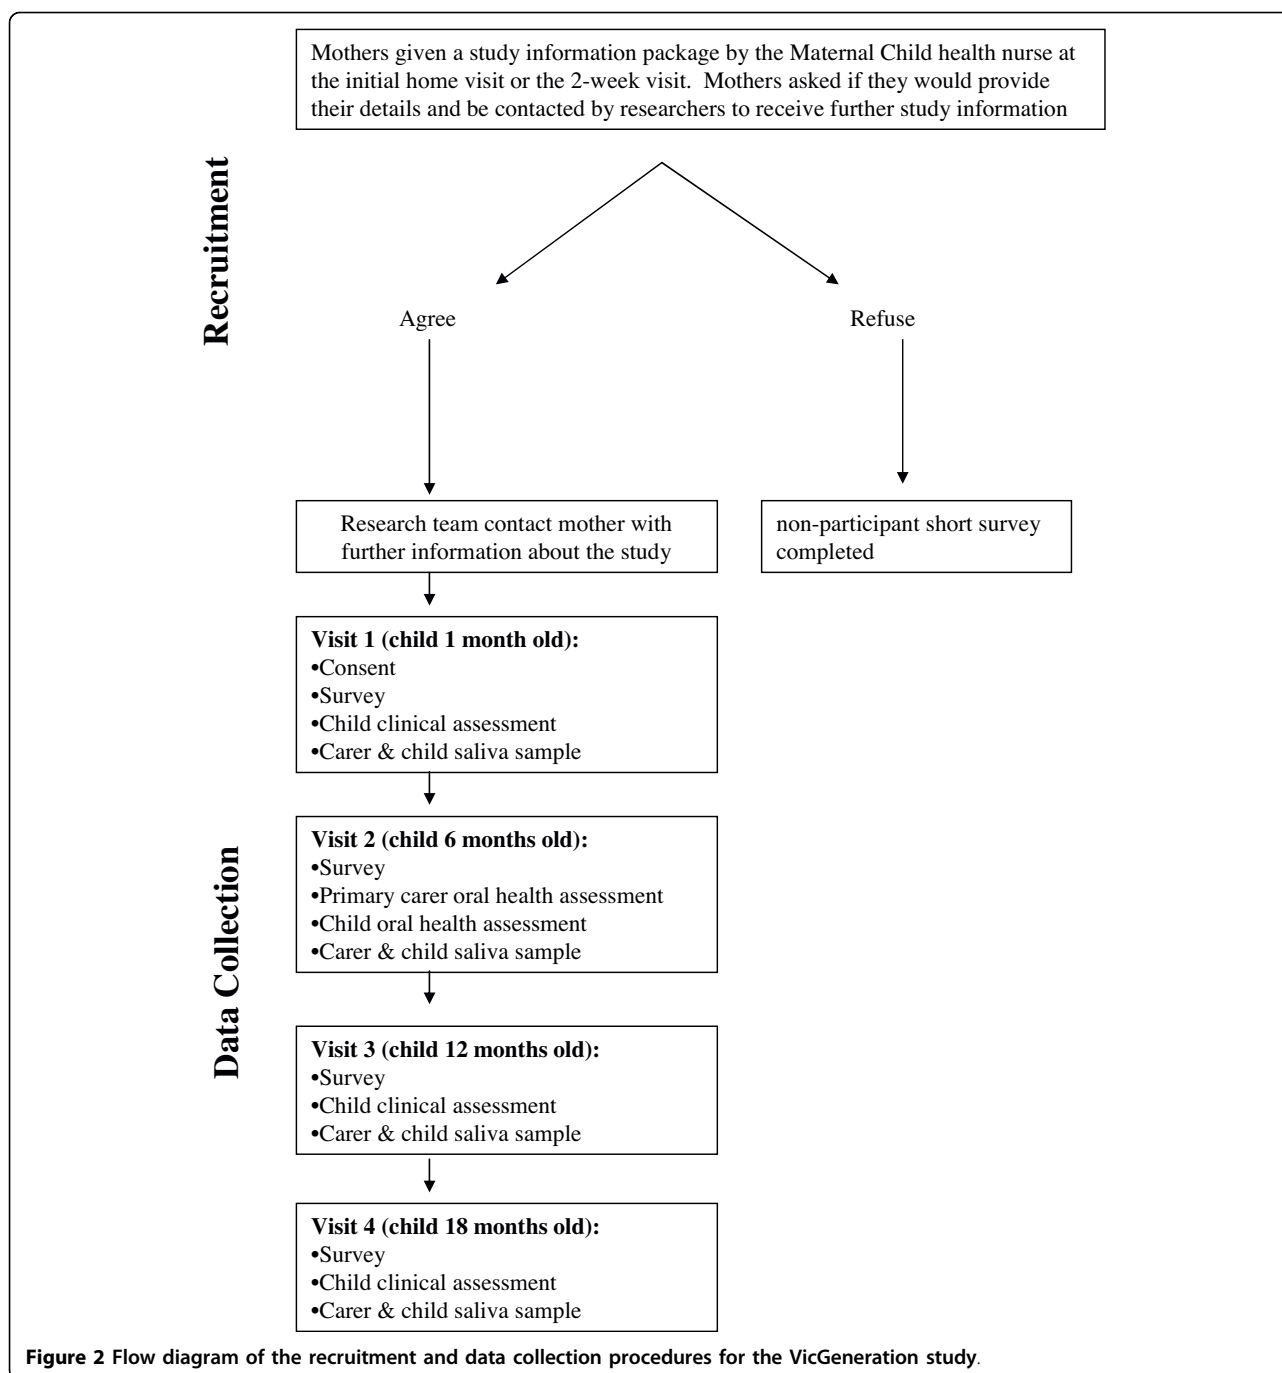 Mothers given a study information package by the Maternal Child health nurse at
the initial home visit or the 2-week visit.  Mothers asked if they would provide
their details and be contacted by researchers to receive further study information
Recruitment
Agree
Refuse
Research team contact mother with
further information about the study
non-participant short survey
completed
Data Collection
Visit 1 (child 1 month old):
•Consent
•Survey
•Child clinical assessment
•Carer & child saliva sample
Visit 2 (child 6 months old):
•Survey
•Primary carer oral health assessment
•Child oral health assessment
•Carer & child saliva sample
Visit 3 (child 12 months old):
•Survey
•Child clinical assessment
•Carer & child saliva sample
Visit 4 (child 18 months old):
•Survey
•Child clinical assessment
•Carer & child saliva sample
Figure 2 Flow diagram of the recruitment and data collection procedures for the VicGeneration study.